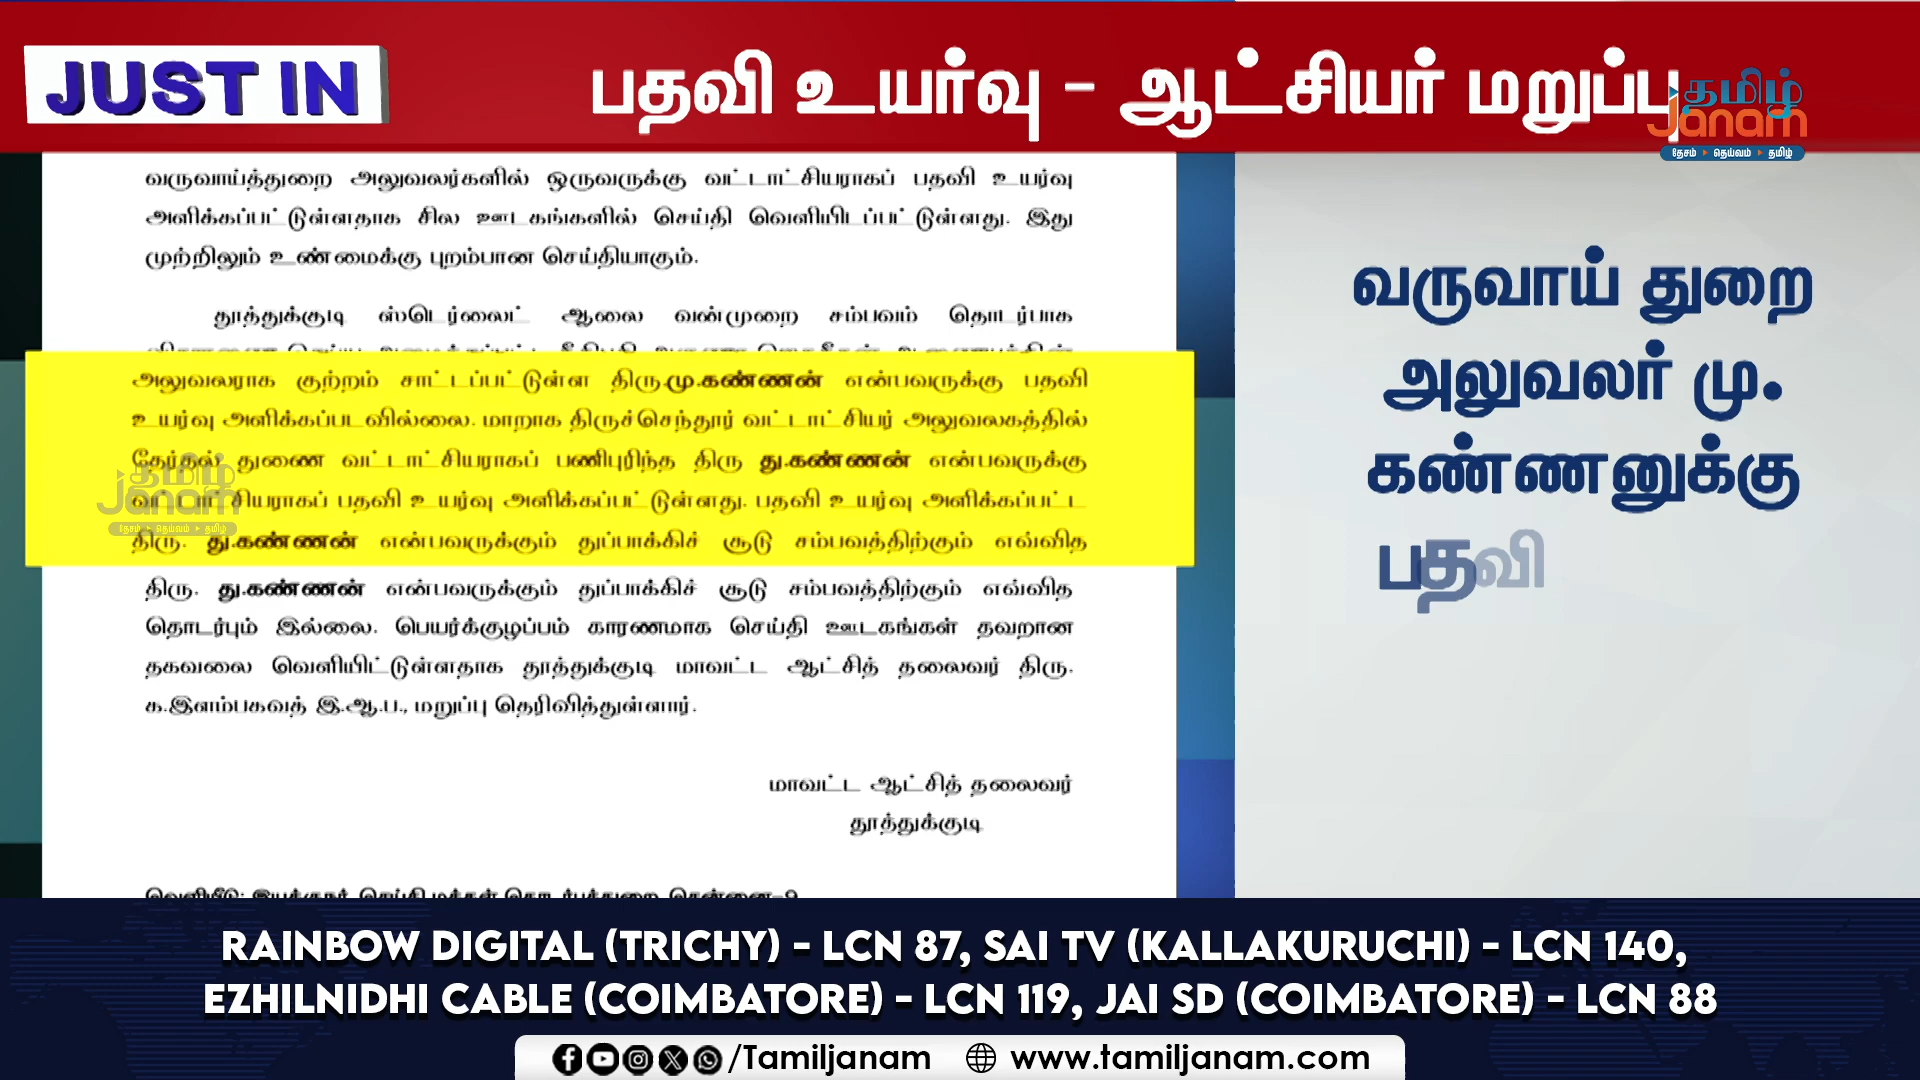 JUST IN
பதவி உயர்வு - ஆட்சியர் மறுப்பு
தமிழ்
Janam
தேசம் தெய்வம் தமிழ்
வருவாய்த்துறை அலுவலர்களில் ஒருவருக்கு வட்டாட்சியராகப் பதவி உயர்வு
அளிக்கப்பட்டுள்ளதாக சில ஊடகங்களில் செய்தி வெளியிடப்பட்டுள்ளது. இது
முற்றிலும் உண்மைக்கு புறம்பான செய்தியாகும்.
தூத்துக்குடி ஸ்டெர்லைட் ஆலை வன்முறை சம்பவம் தொடர்பாக
அலுவலராக குற்றம் சாட்டப்பட்டுள்ள திரு.மு.கண்ணன் என்பவருக்கு பதவி
உயர்வு அளிக்கப்படவில்லை. மாறாக திருச்செந்தூர் வட்டாட்சியர் அலுவலகத்தில்
தேர்தல் துணை வட்டாட்சியராகப் பணிபுரிந்த திரு து.கண்ணன் என்பவருக்கு
வட்டாட்சியராகப் பதவி உயர்வு அளிக்கப்பட்டுள்ளது. பதவி உயர்வு அளிக்கப்பட்ட
திரு. து.கண்ணன் என்பவருக்கும் துப்பாக்கிச் சூடு சம்பவத்திற்கும் எவ்வித
தமிழ்
Janam
தேசம் தெய்வம் தமிழ்
திரு. து.கண்ணன் என்பவருக்கும் துப்பாக்கிச் சூடு சம்பவத்திற்கும் எவ்வித
தொடர்பும் இல்லை. பெயர்க்குழப்பம் காரணமாக செய்தி ஊடகங்கள் தவறான
தகவலை வெளியிட்டுள்ளதாக தூத்துக்குடி மாவட்ட ஆட்சித் தலைவர் திரு.
க.இளம்பகவத் இ.ஆ.ப., மறுப்பு தெரிவித்துள்ளார்.
மாவட்ட ஆட்சித் தலைவர்
தூத்துக்குடி
வருவாய் துறை
அலுவலர் மு.
கண்ணனுக்கு
பதவி
RAINBOW DIGITAL (TRICHY) - LCN 87, SAI TV (KALLAKURUCHI) - LCN 140,
EZHILNIDHI CABLE (COIMBATORE) - LCN 119, JAI SD (COIMBATORE) - LCN 88
/Tamiljanam www.tamiljanam.com